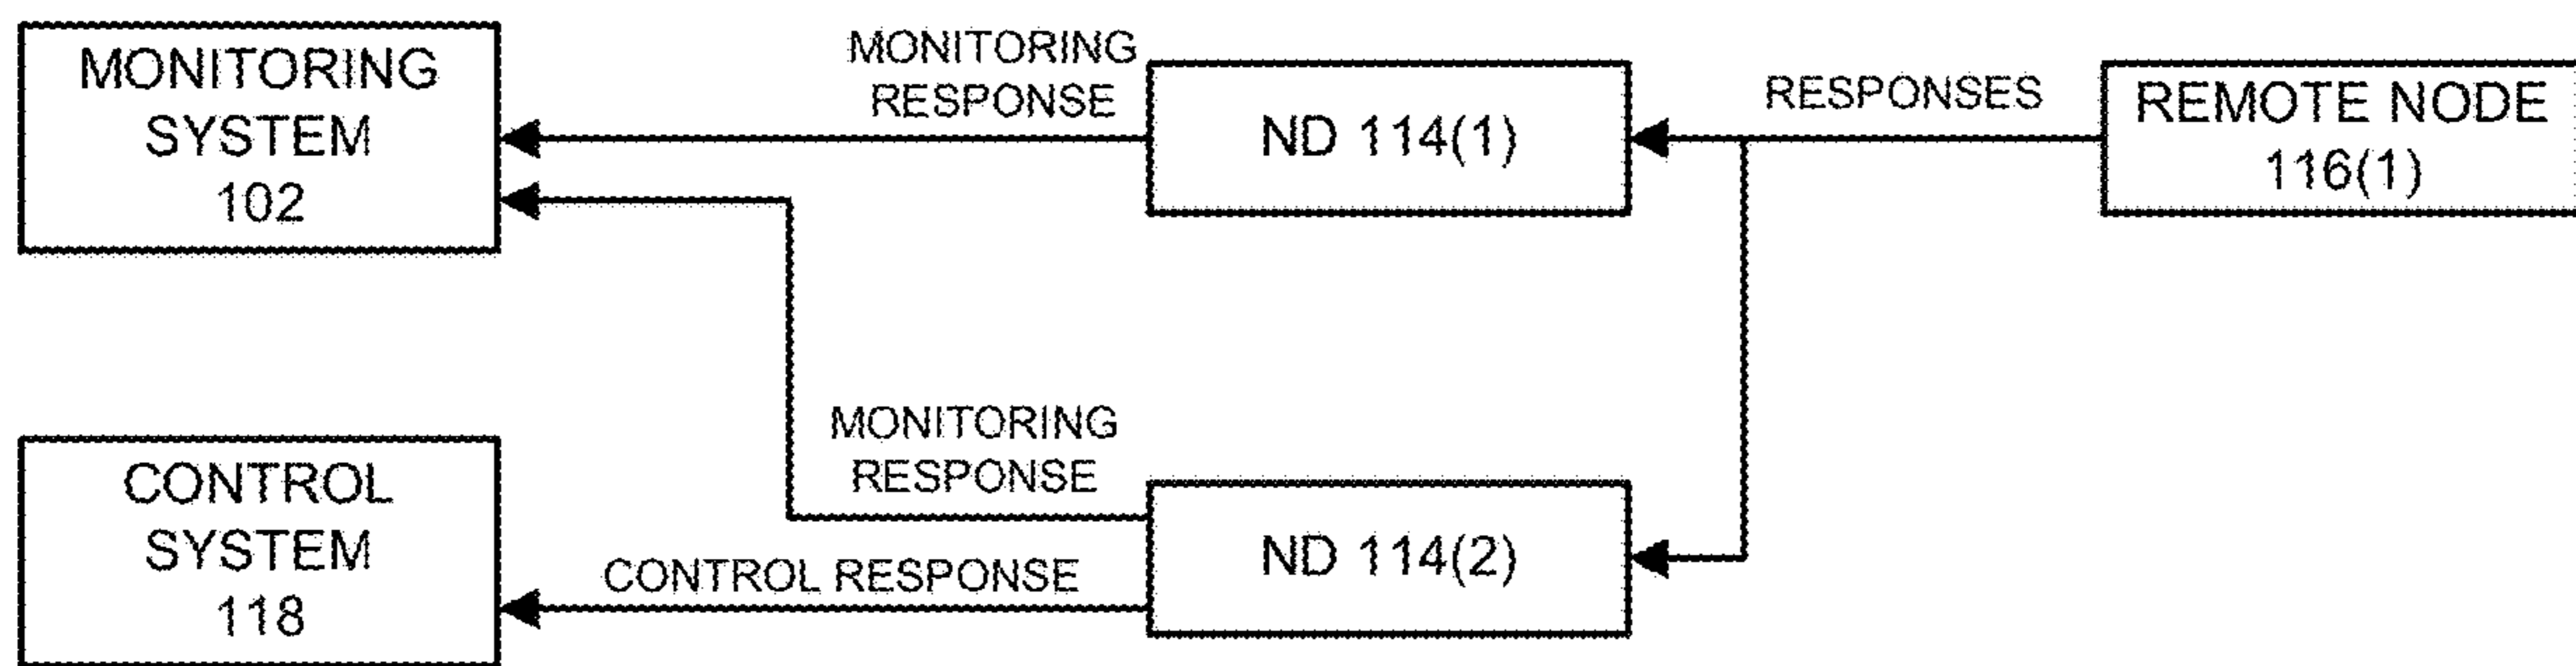 MONITORING
SYSTEM
102
MONITORING
RESPONSE
ND 114(1)
RESPONSES
REMOTE NODE
116(1)
CONTROL
SYSTEM
118
MONITORING
RESPONSE
CONTROL RESPONSE
ND 114(2)